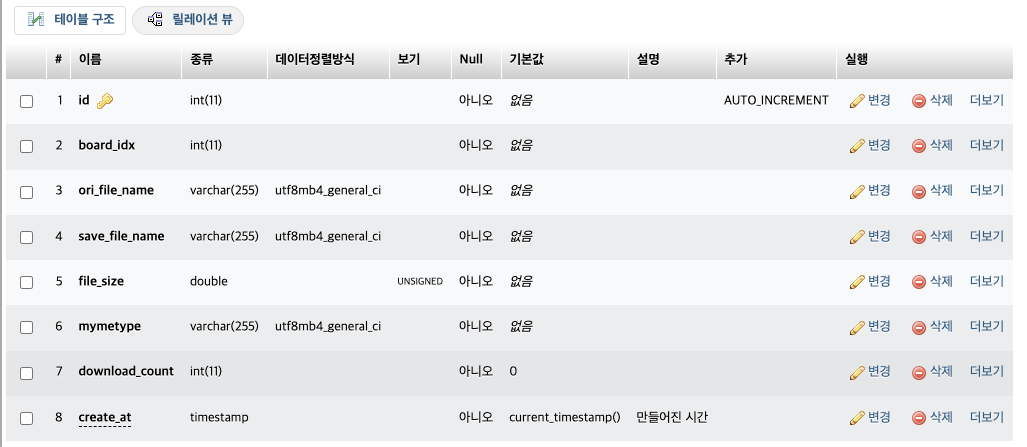 테이블 구조 릴레이션 뷰
# 이름 종류 데이터정렬방식 보기 Null 기본값 설명 추가 실행
1 id int(11) 아니오 없음 AUTO_INCREMENT 변경 삭제 더보기
2 board_idx int(11) 아니오 없음 변경 삭제 더보기
3 ori_file_name varchar(255) utf8mb4_general_ci 아니오 없음 변경 삭제 더보기
4 save_file_name varchar(255) utf8mb4_general_ci 아니오 없음 변경 삭제 더보기
5 file_size double UNSIGNED 아니오 없음 변경 삭제 더보기
6 mymetype varchar(255) utf8mb4_general_ci 아니오 없음 변경 삭제 더보기
7 download_count int(11) 아니오 0 변경 삭제 더보기
8 create_at timestamp 아니오 current_timestamp() 만들어진 시간 변경 삭제 더보기